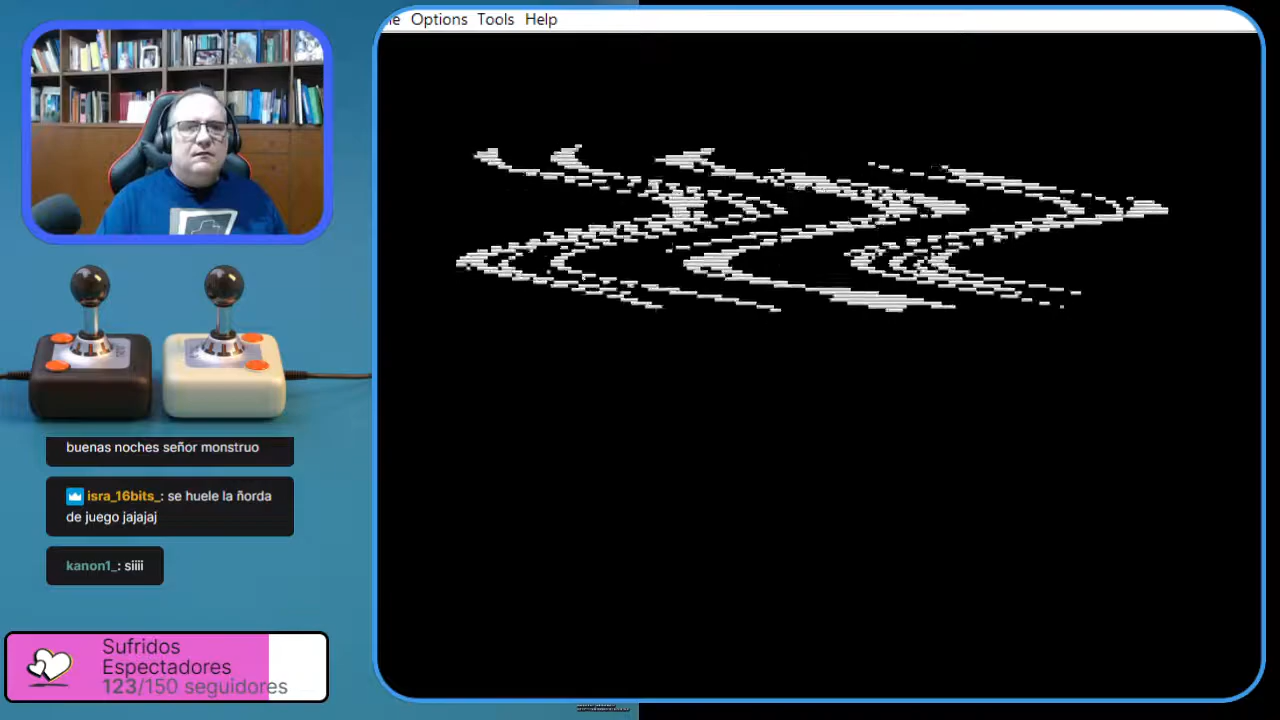 Options Tools Help
buenas noches señor monstruo
isra_16bits_: se huele la ñorda
de juego jajajaj
kanon1_: siiii
Sufridos
Espectadores
123/150 seguidores